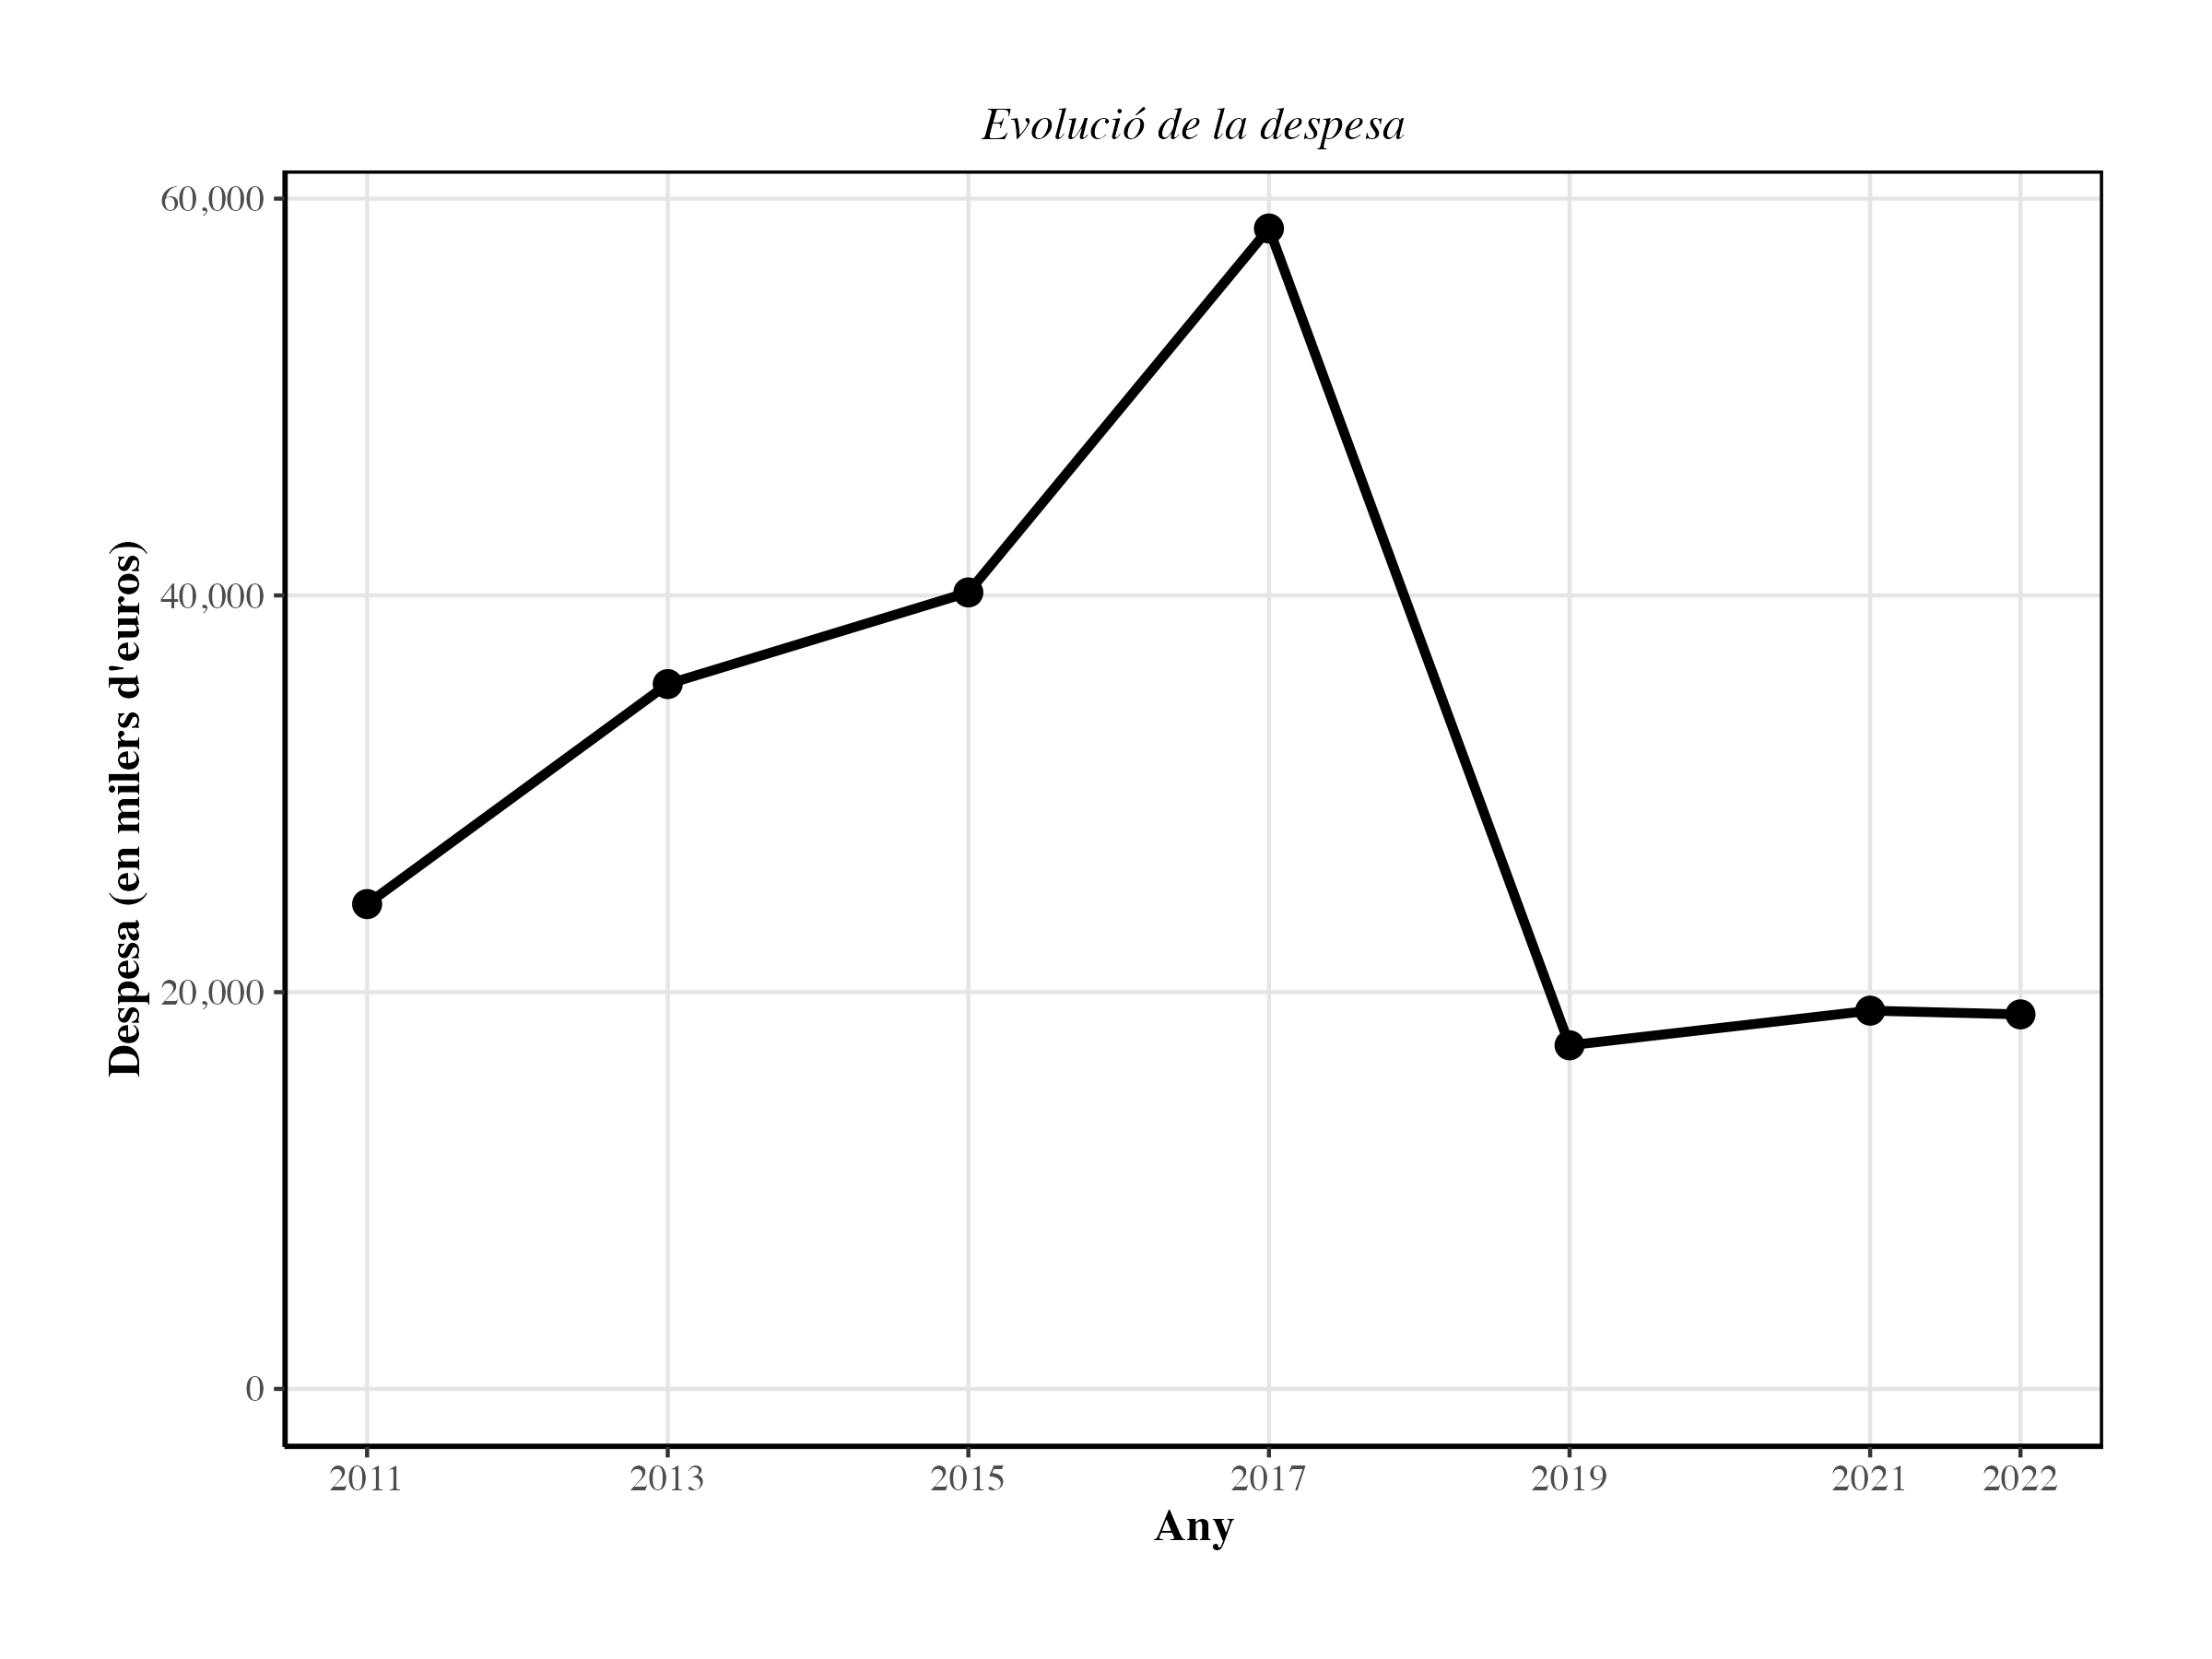 Evolució de la despesa
Despesa (en milers d'euros)
60,000
40,000
20,000
0
2011 2013 2015 2017 2019 2021 2022
Any